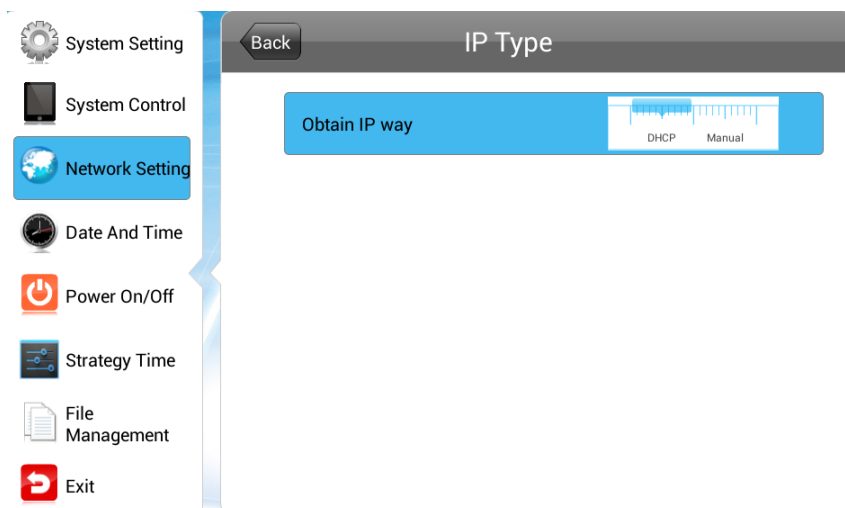 System Setting
System Control
Network Setting
Date And Time
Power On/Off
Strategy Time
File
Management
Exit
Back
IP Type
Obtain IP way
DHCP Manual